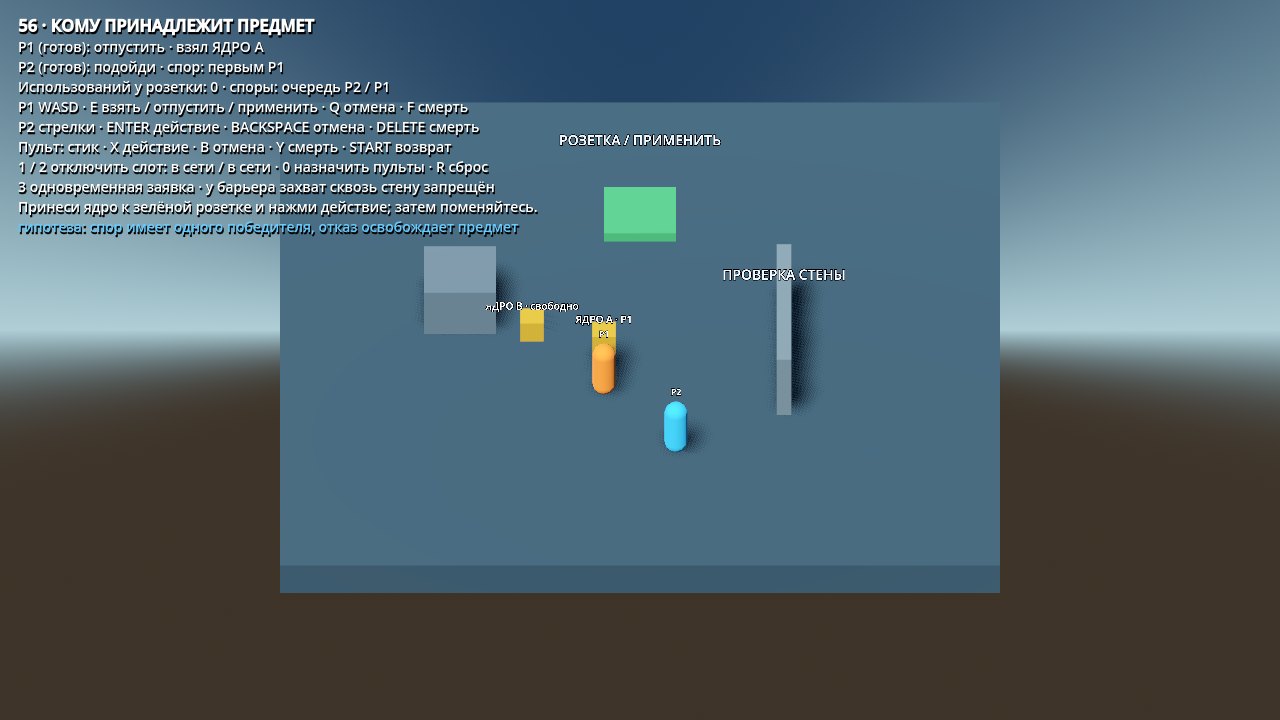 56 · КОМУ ПРИНАДЛЕЖИТ ПРЕДМЕТ
P1 (готов): отпустить · взял ЯДРО A
P2 (готов): подойди · спор: первым P1
Использований у розетки: 0 · споры: очередь P2 / P1
P1 WASD · E взять / отпустить / применить · Q отмена · F смерть
P2 стрелки · ENTER действие · BACKSPACE отмена · DELETE смерть
Пульт: стик · X действие · B отмена · Y смерть · START возврат
1 / 2 отключить слот: в сети / в сети · 0 назначить пульты · R сброс
3 одновременная заявка · у барьера захват сквозь стену запрещён
Принеси ядро к зелёной розетке и нажми действие; затем поменяйтесь.
гипотеза: спор имеет одного победителя, отказ освобождает предмет
РОЗЕТКА / ПРИМЕНИТЬ
ПРОВЕРКА СТЕНЫ
ЯДРО B · свободно
ЯДРО A · P1
P1
P2